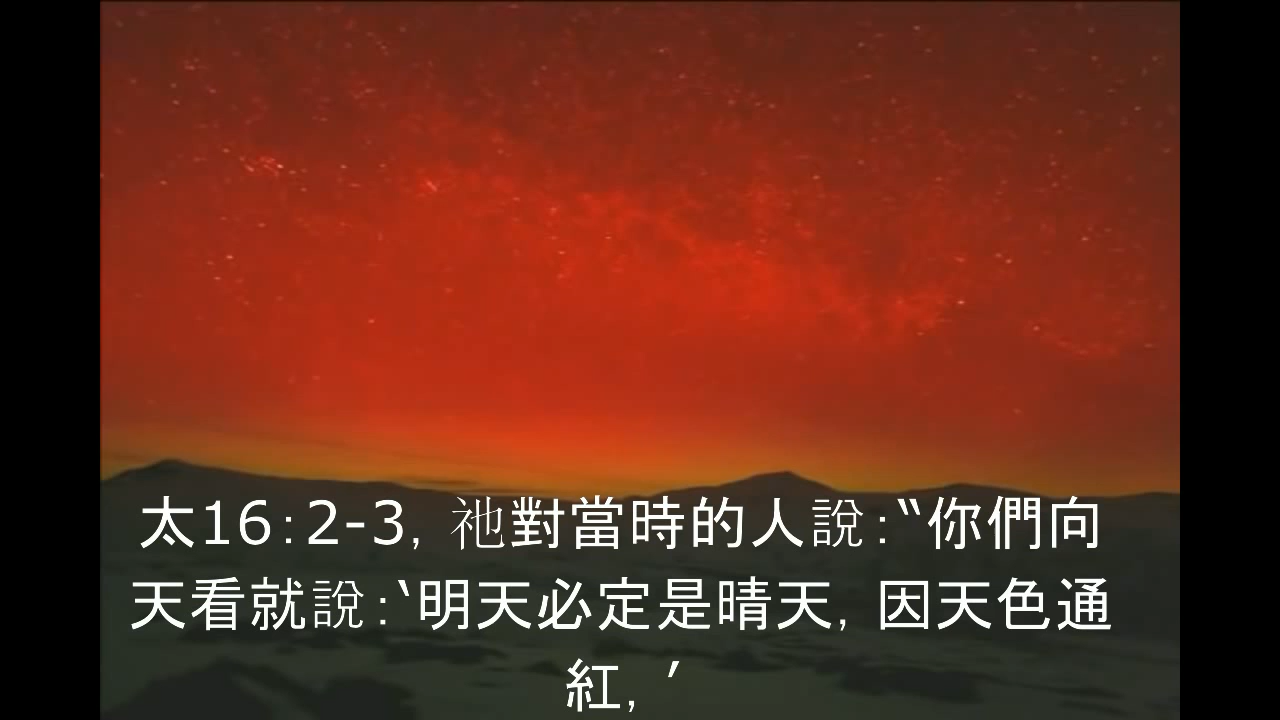 太16:2-3, 祂對當時的人說:“你們向
天看就說:‘明天必定是晴天, 因天色通
紅, ’